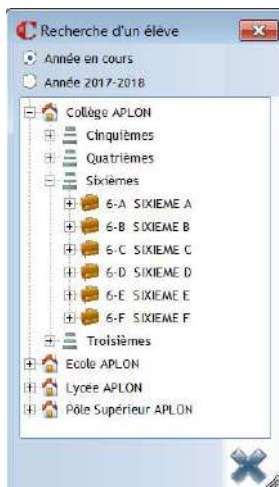 Recherche d'un élève
Année en cours
Année 2017-2018
Collège APLON
Cinquièmes
Quatrièmes
Sixièmes
6-A SIXIEME A
6-B SIXIEME B
6-C SIXIEME C
6-D SIXIEME D
6-E SIXIEME E
6-F SIXIEME F
Troisièmes
Ecole APLON
Lycée APLON
Pôle Supérieur APLON